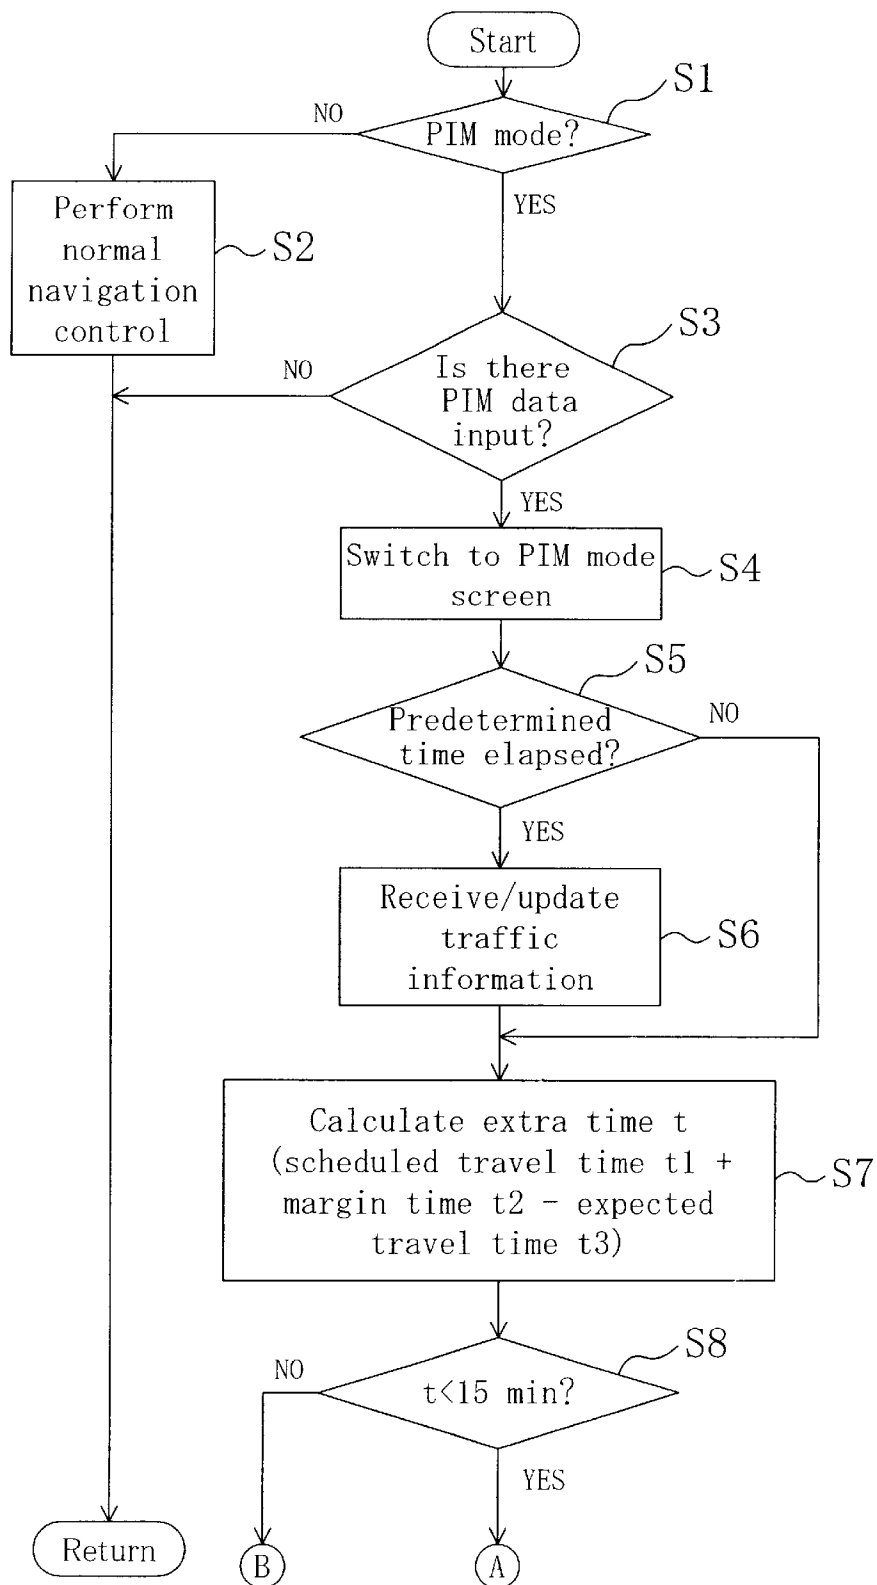 Start
S1
NO
PIM mode?
YES
Perform
normal
navigation
control
S2
S3
NO
Is there
PIM data
input?
YES
Switch to PIM mode
screen
S4
S5
Predetermined
time elapsed?
NO
YES
Receive/update
traffic
information
S6
Calculate extra time t
(scheduled travel time t1 +
margin time t2 - expected
travel time t3)
S7
S8
NO
t<15 min?
YES
Return
B
A